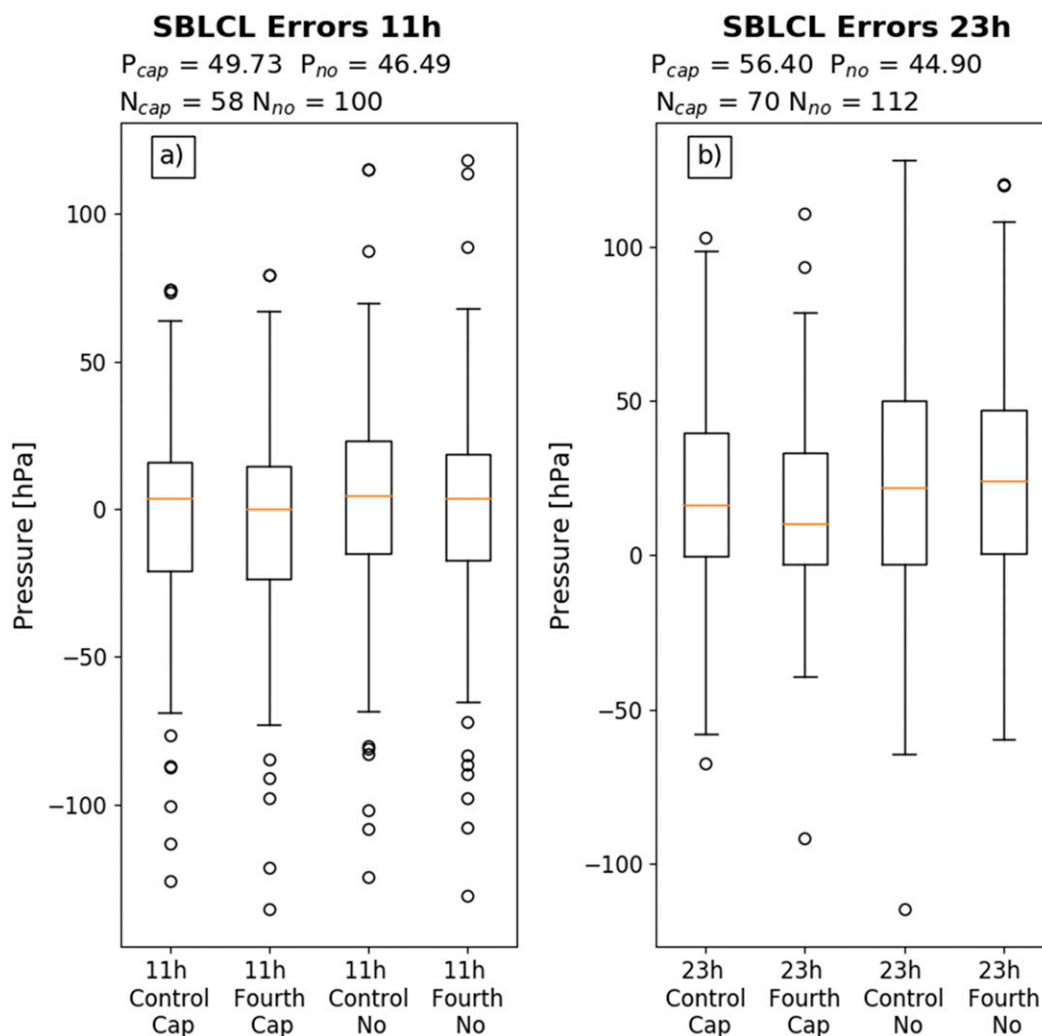 SBLCL Errors 11h
P_cap = 49.73 P_no = 46.49
N_cap = 58 N_no = 100
a)
100
50
0
−50
−100
Pressure [hPa]
11h Control Cap
11h Fourth Cap
11h Control No
11h Fourth No
SBLCL Errors 23h
P_cap = 56.40 P_no = 44.90
N_cap = 70 N_no = 112
b)
100
50
0
−50
−100
Pressure [hPa]
23h Control Cap
23h Fourth Cap
23h Control No
23h Fourth No